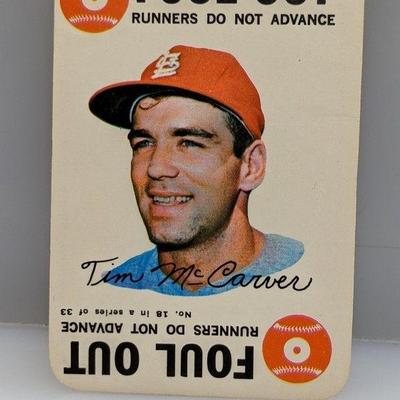 FOUL OUT
RUNNERS DO NOT ADVANCE
StL
Tim McCarver
No. 18 in a series of 33
RUNNERS DO NOT ADVANCE
FOUL OUT